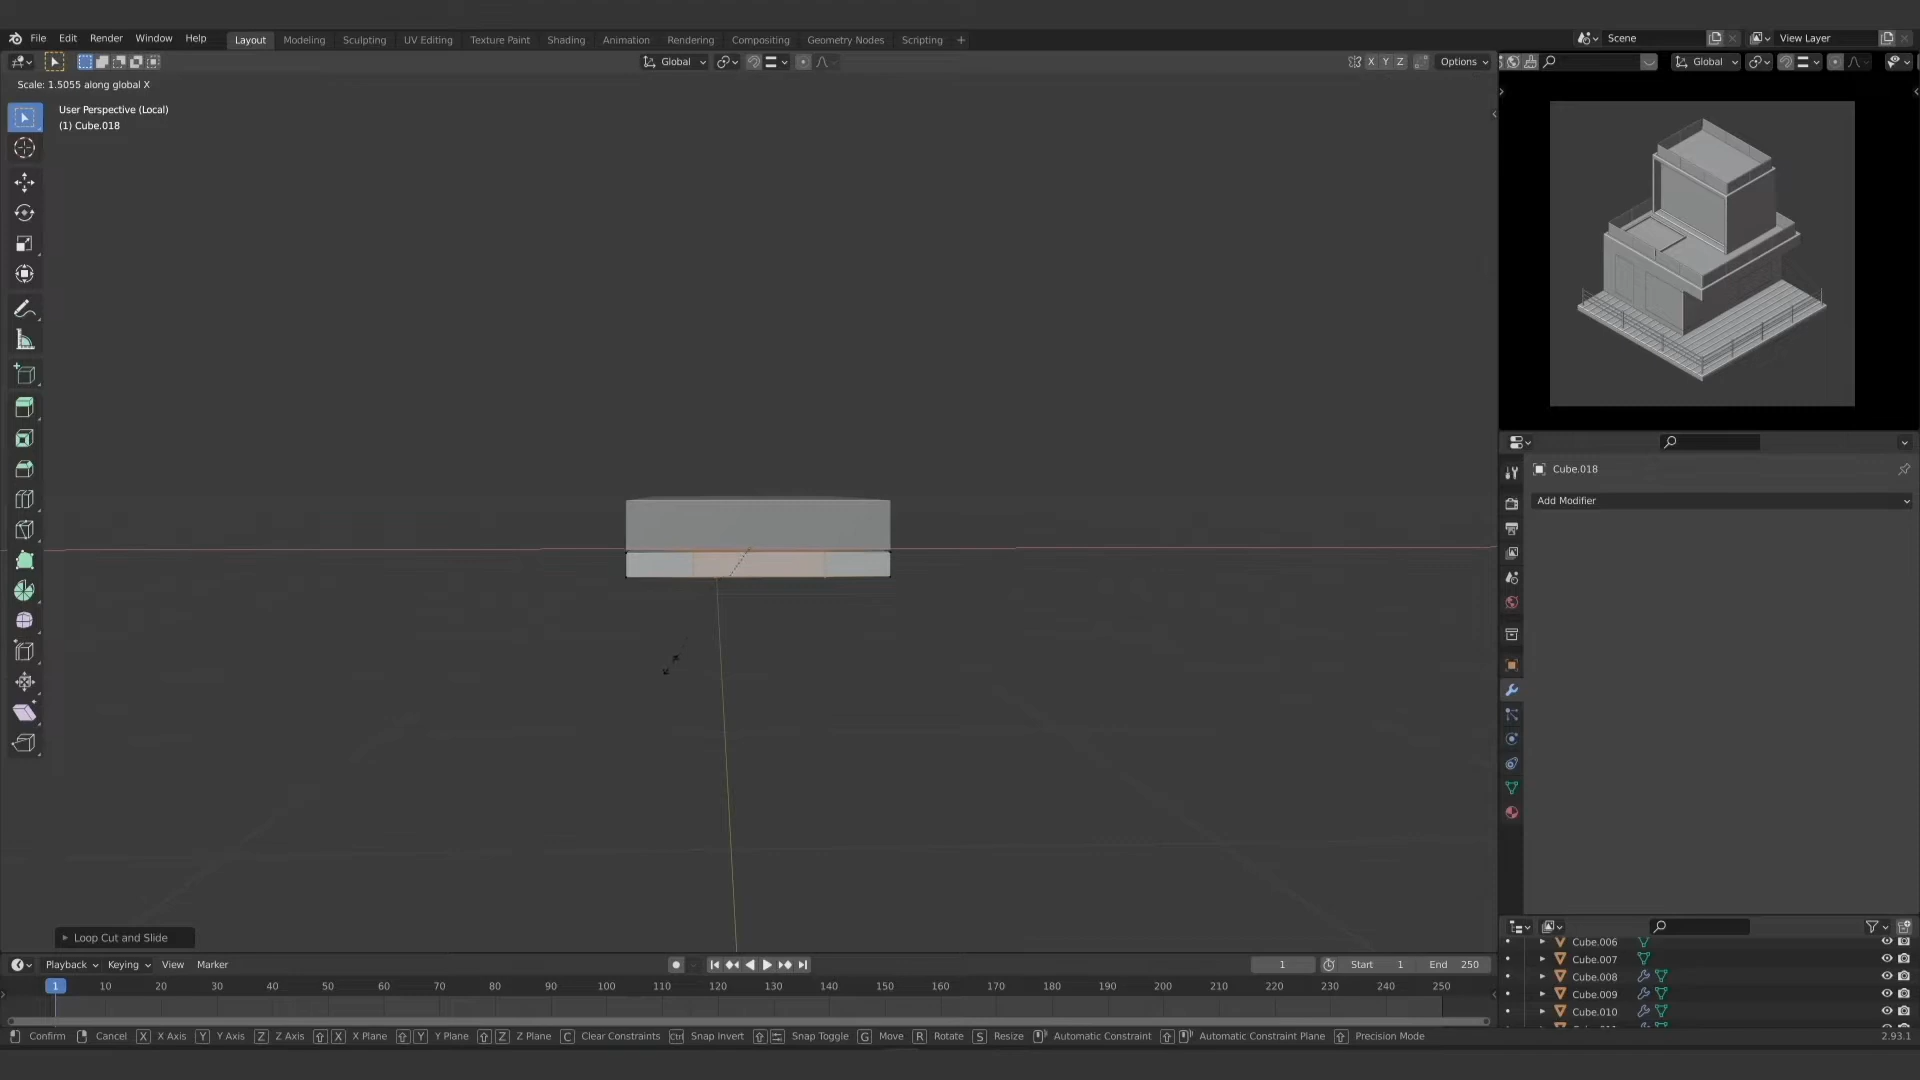 File Edit Render Window Help Layout Modeling Sculpting UV Editing Texture Paint Shading Animation Rendering Compositing Geometry Nodes Scripting + Scene View Layer
Global X Y Z Options Global
Scale: 1.5055 along global X
User Perspective (Local)
(1) Cube.018
Cube.018
Add Modifier
Loop Cut and Slide
Cube.006
Cube.007
Cube.008
Cube.009
Cube.010
Playback Keying View Marker 1 Start 1 End 250
1 10 20 30 40 50 60 70 80 90 100 110 120 130 140 150 160 170 180 190 200 210 220 230 240 250
Confirm Cancel X X Axis Y Y Axis Z Z Axis X X Plane Y Y Plane Z Z Plane C Clear Constraints Ctrl Snap Invert Snap Toggle G Move R Rotate S Resize Automatic Constraint Automatic Constraint Plane Precision Mode 2.93.1